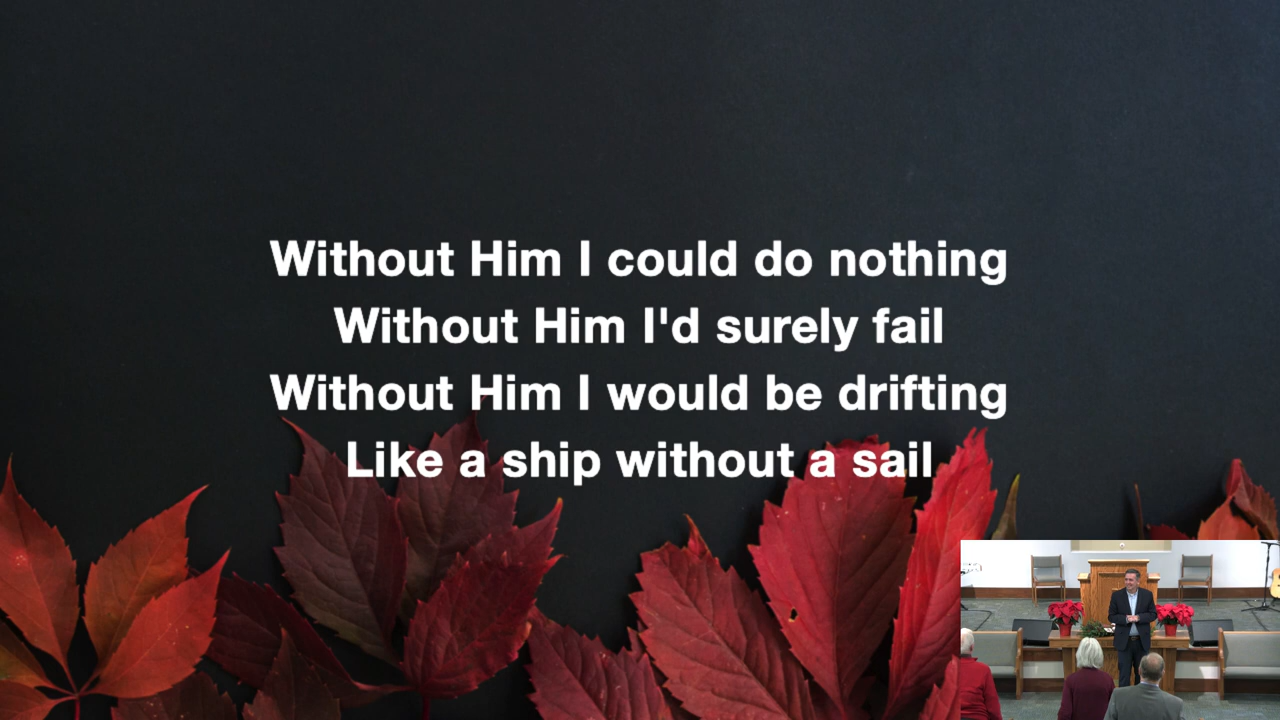 Without Him I could do nothing
Without Him I'd surely fail
Without Him I would be drifting
Like a ship without a sail